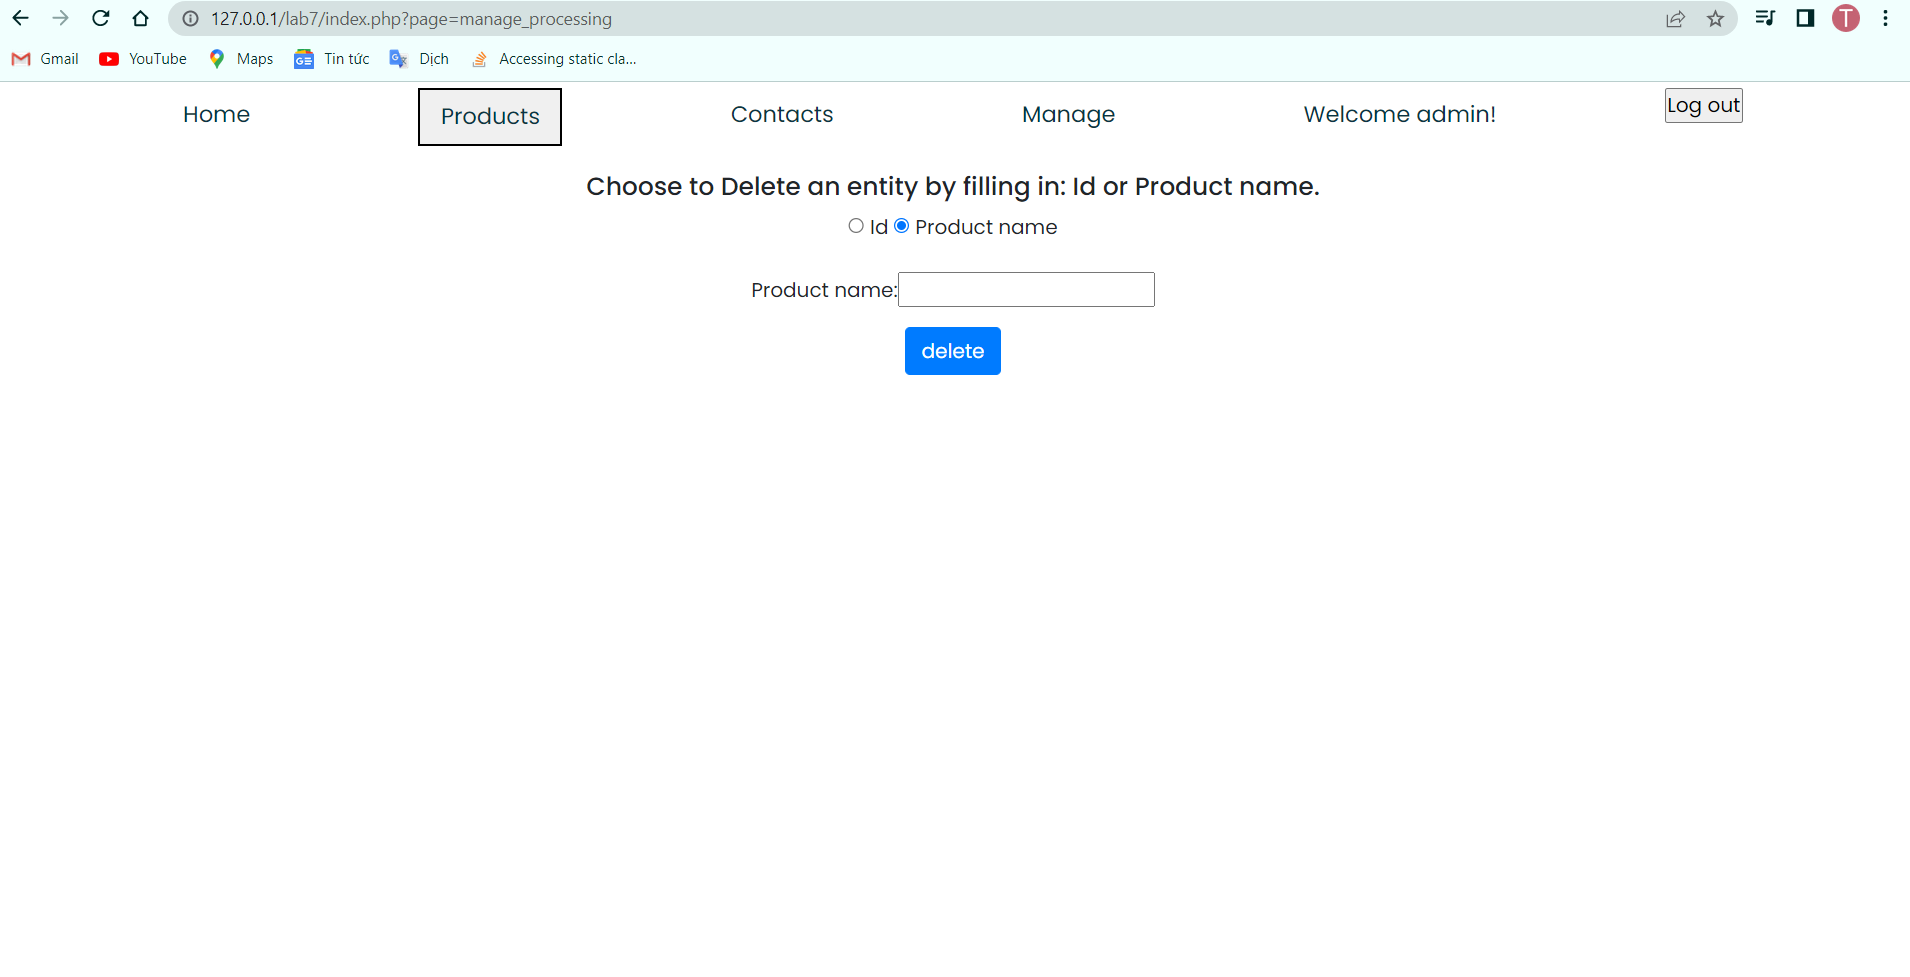 127.0.0.1/lab7/index.php?page=manage_processing
T
Gmail YouTube Maps Tin tức Dịch Accessing static cla...
Home Products Contacts Manage Welcome admin! Log out
Choose to Delete an entity by filling in: Id or Product name.
Id Product name
Product name:
delete